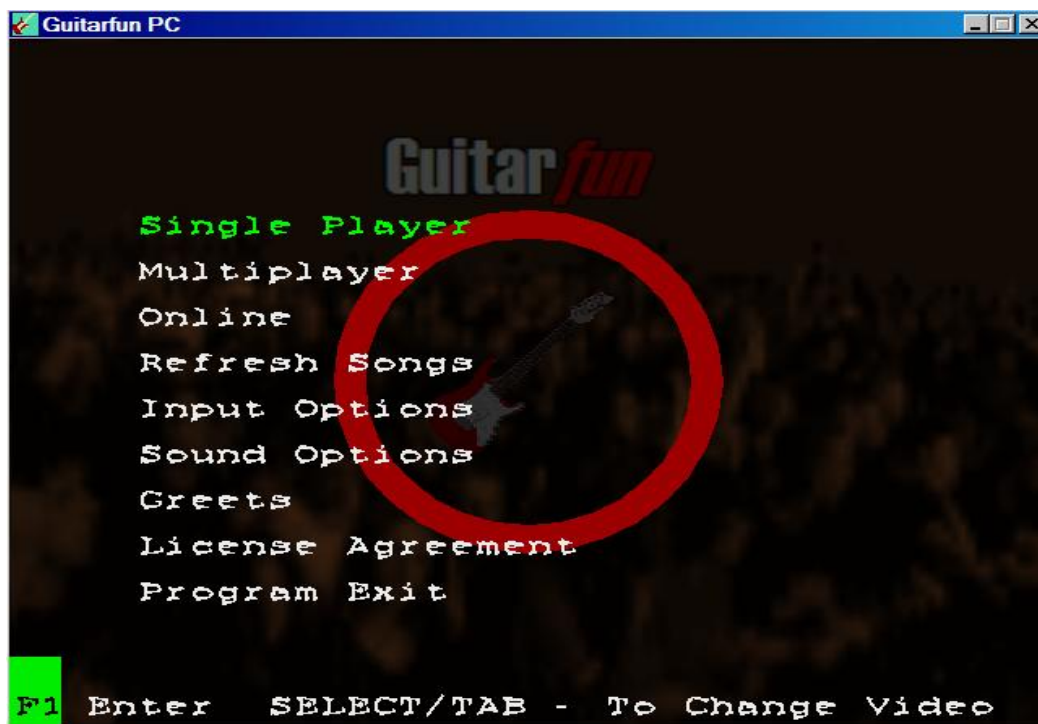 Guitarfun PC
Guitar fun
Single Player
Multiplayer
Online
Refresh Songs
Input Options
Sound Options
Greets
License Agreement
Program Exit
F1 Enter SELECT/TAB - To Change Video